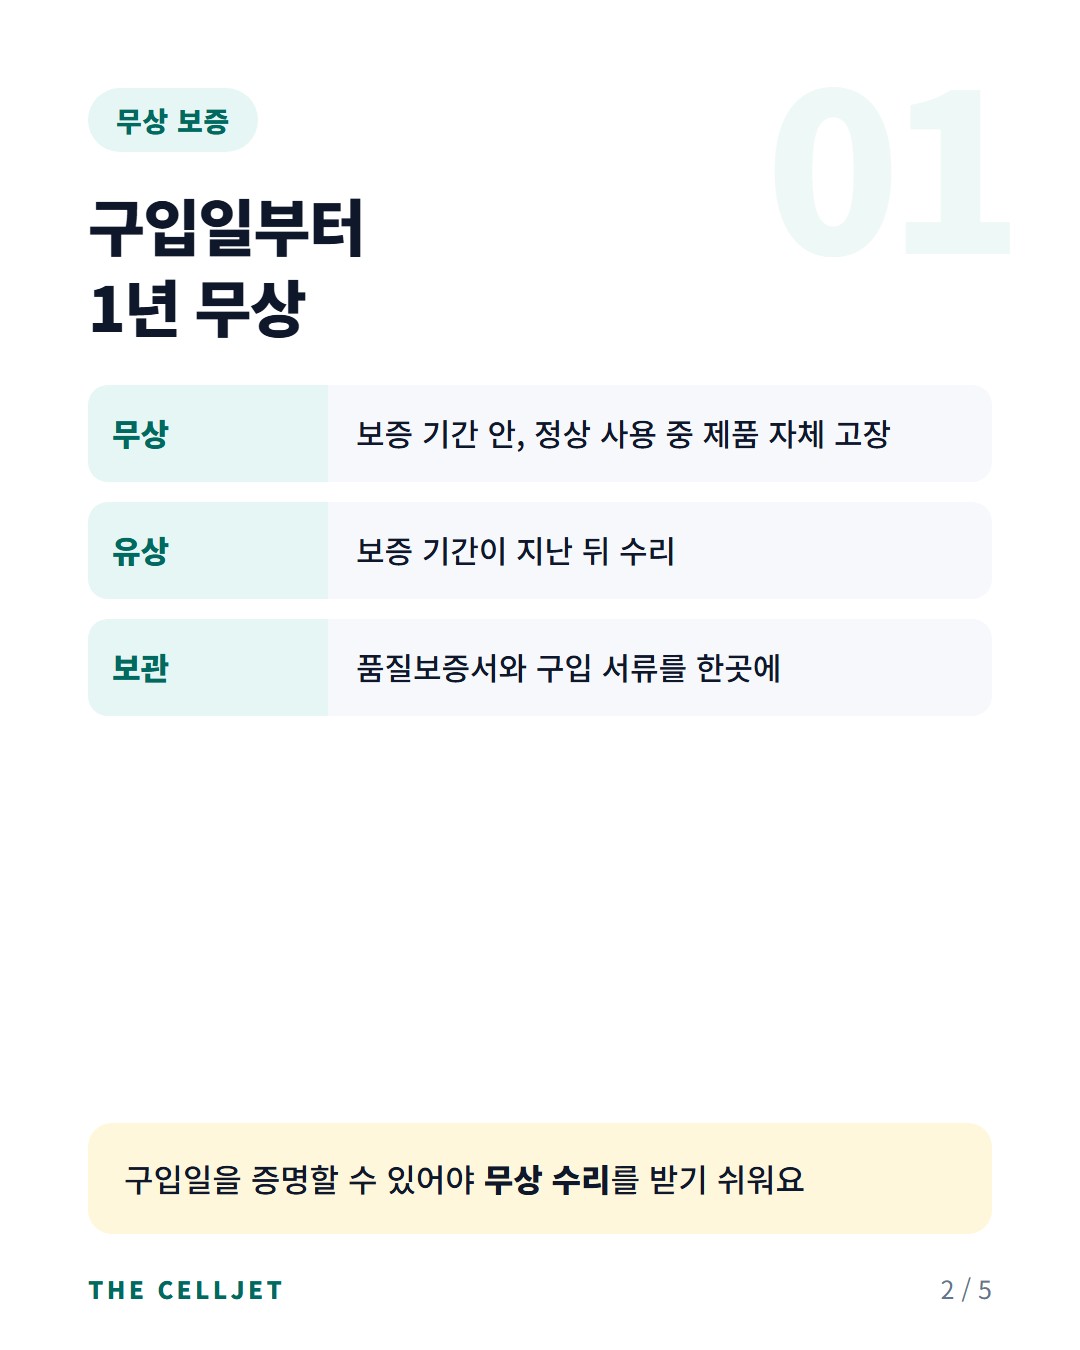 무상 보증
01
구입일부터
1년 무상
무상 보증 기간 안, 정상 사용 중 제품 자체 고장
유상 보증 기간이 지난 뒤 수리
보관 품질보증서와 구입 서류를 한곳에
구입일을 증명할 수 있어야 무상 수리를 받기 쉬워요
THE CELLJET
2 / 5